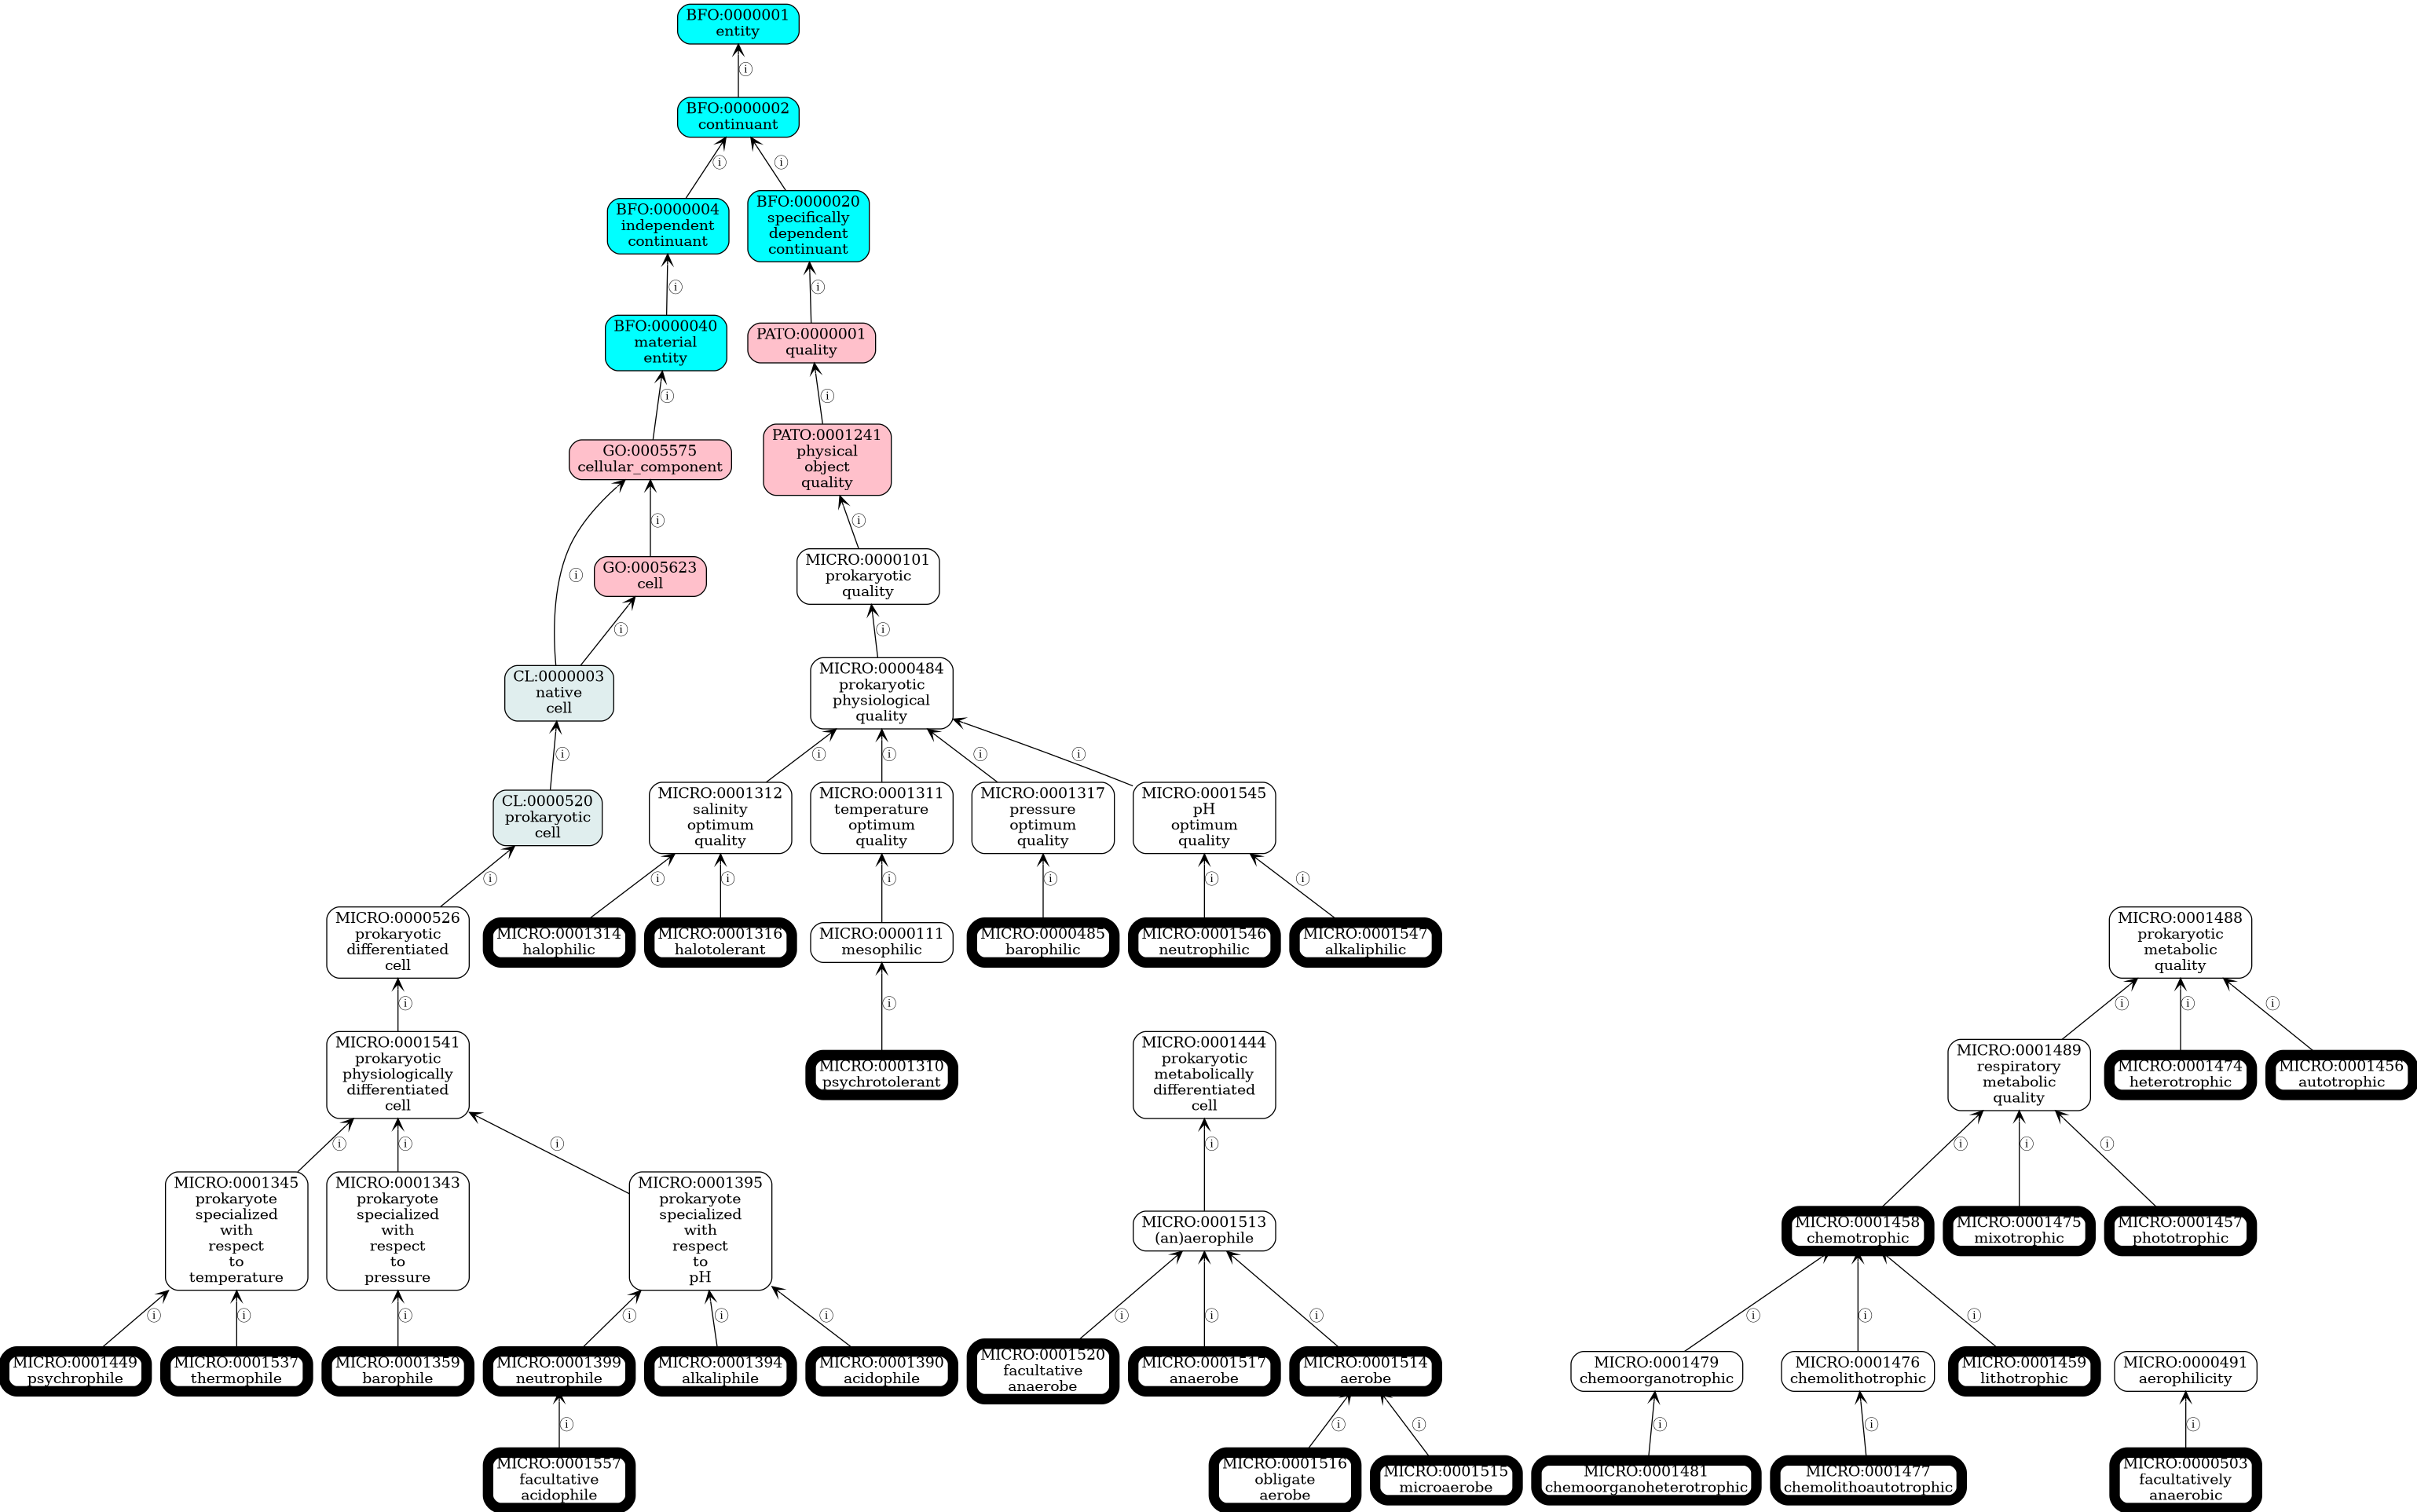 BFO:0000001
entity
ⓘ
BFO:0000002
continuant
ⓘ
ⓘ
BFO:0000004
independent
continuant
BFO:0000020
specifically
dependent
continuant
ⓘ
ⓘ
BFO:0000040
material
entity
PATO:0000001
quality
ⓘ
ⓘ
GO:0005575
cellular_component
PATO:0001241
physical
object
quality
ⓘ
ⓘ
ⓘ
GO:0005623
cell
MICRO:0000101
prokaryotic
quality
ⓘ
ⓘ
CL:0000003
native
cell
MICRO:0000484
prokaryotic
physiological
quality
ⓘ
ⓘ
ⓘ
ⓘ
ⓘ
CL:0000520
prokaryotic
cell
MICRO:0001312
salinity
optimum
quality
MICRO:0001311
temperature
optimum
quality
MICRO:0001317
pressure
optimum
quality
MICRO:0001545
pH
optimum
quality
ⓘ
ⓘ
ⓘ
ⓘ
ⓘ
ⓘ
ⓘ
MICRO:0000526
prokaryotic
differentiated
cell
MICRO:0001314
halophilic
MICRO:0001316
halotolerant
MICRO:0000111
mesophilic
MICRO:0000485
barophilic
MICRO:0001546
neutrophilic
MICRO:0001547
alkaliphilic
MICRO:0001488
prokaryotic
metabolic
quality
ⓘ
ⓘ
ⓘ
ⓘ
ⓘ
MICRO:0001541
prokaryotic
physiologically
differentiated
cell
MICRO:0001310
psychrotolerant
MICRO:0001444
prokaryotic
metabolically
differentiated
cell
MICRO:0001489
respiratory
metabolic
quality
MICRO:0001474
heterotrophic
MICRO:0001456
autotrophic
ⓘ
ⓘ
ⓘ
ⓘ
ⓘ
ⓘ
ⓘ
MICRO:0001345
prokaryote
specialized
with
respect
to
temperature
MICRO:0001343
prokaryote
specialized
with
respect
to
pressure
MICRO:0001395
prokaryote
specialized
with
respect
to
pH
MICRO:0001513
(an)aerophile
MICRO:0001458
chemotrophic
MICRO:0001475
mixotrophic
MICRO:0001457
phototrophic
ⓘ
ⓘ
ⓘ
ⓘ
ⓘ
ⓘ
ⓘ
ⓘ
ⓘ
ⓘ
ⓘ
ⓘ
MICRO:0001449
psychrophile
MICRO:0001537
thermophile
MICRO:0001359
barophile
MICRO:0001399
neutrophile
MICRO:0001394
alkaliphile
MICRO:0001390
acidophile
MICRO:0001520
facultative
anaerobe
MICRO:0001517
anaerobe
MICRO:0001514
aerobe
MICRO:0001479
chemoorganotrophic
MICRO:0001476
chemolithotrophic
MICRO:0001459
lithotrophic
MICRO:0000491
aerophilicity
ⓘ
ⓘ
ⓘ
ⓘ
ⓘ
ⓘ
MICRO:0001557
facultative
acidophile
MICRO:0001516
obligate
aerobe
MICRO:0001515
microaerobe
MICRO:0001481
chemoorganoheterotrophic
MICRO:0001477
chemolithoautotrophic
MICRO:0000503
facultatively
anaerobic